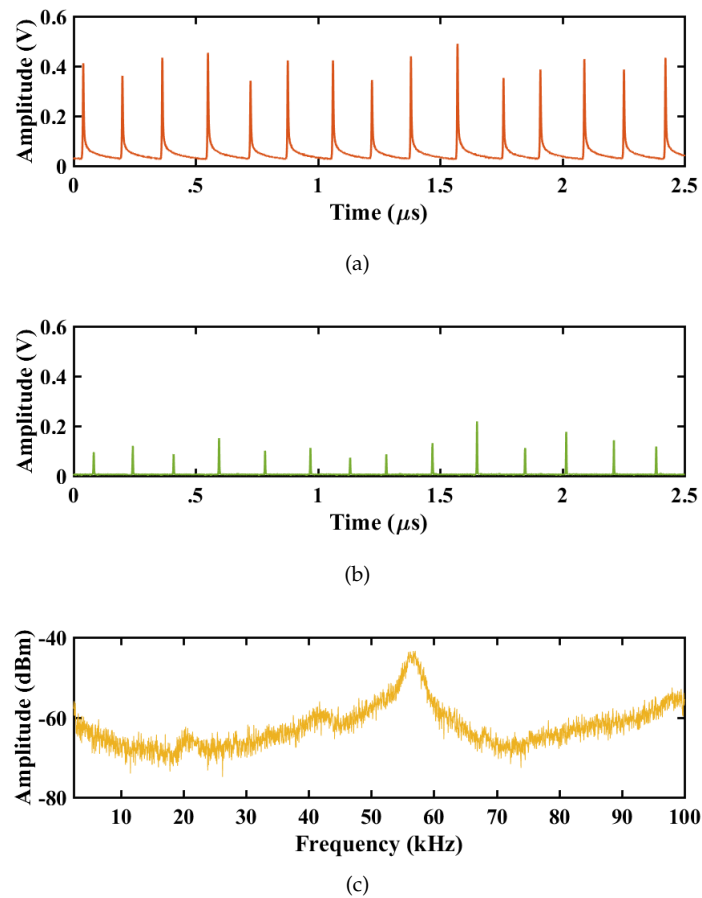 0.6
0.4
0.2
0
Amplitude (V)
0 .5 1 1.5 2 2.5
Time (μs)
(a)
0.6
0.4
0.2
0
Amplitude (V)
0 .5 1 1.5 2 2.5
Time (μs)
(b)
-40
-60
-80
Amplitude (dBm)
10 20 30 40 50 60 70 80 90 100
Frequency (kHz)
(c)